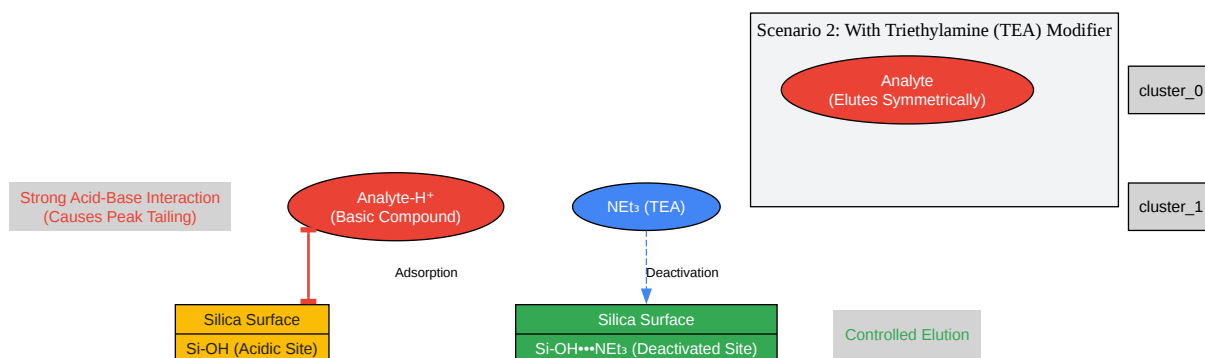 Scenario 2: With Triethylamine (TEA) Modifier
Analyte
(Elutes Symmetrically)
cluster_0
Strong Acid-Base Interaction
(Causes Peak Tailing)
Analyte-H⁺
(Basic Compound)
NEt₃ (TEA)
cluster_1
Adsorption
Deactivation
Silica Surface
Si-OH (Acidic Site)
Silica Surface
Si-OH•••NEt₃ (Deactivated Site)
Controlled Elution